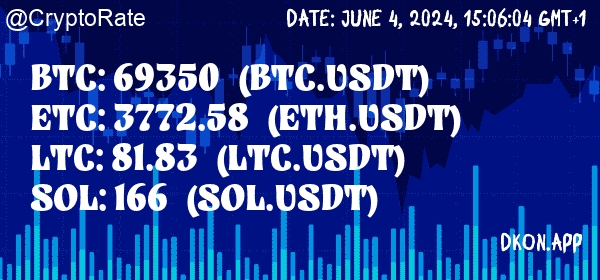 @CryptoRate
DATE: JUNE 4, 2024, 15:06:04 GMT+1
BTC: 69350 (BTC.USDT)
ETC: 3772.58 (ETH.USDT)
LTC: 81.83 (LTC.USDT)
SOL: 166 (SOL.USDT)
DKON.APP